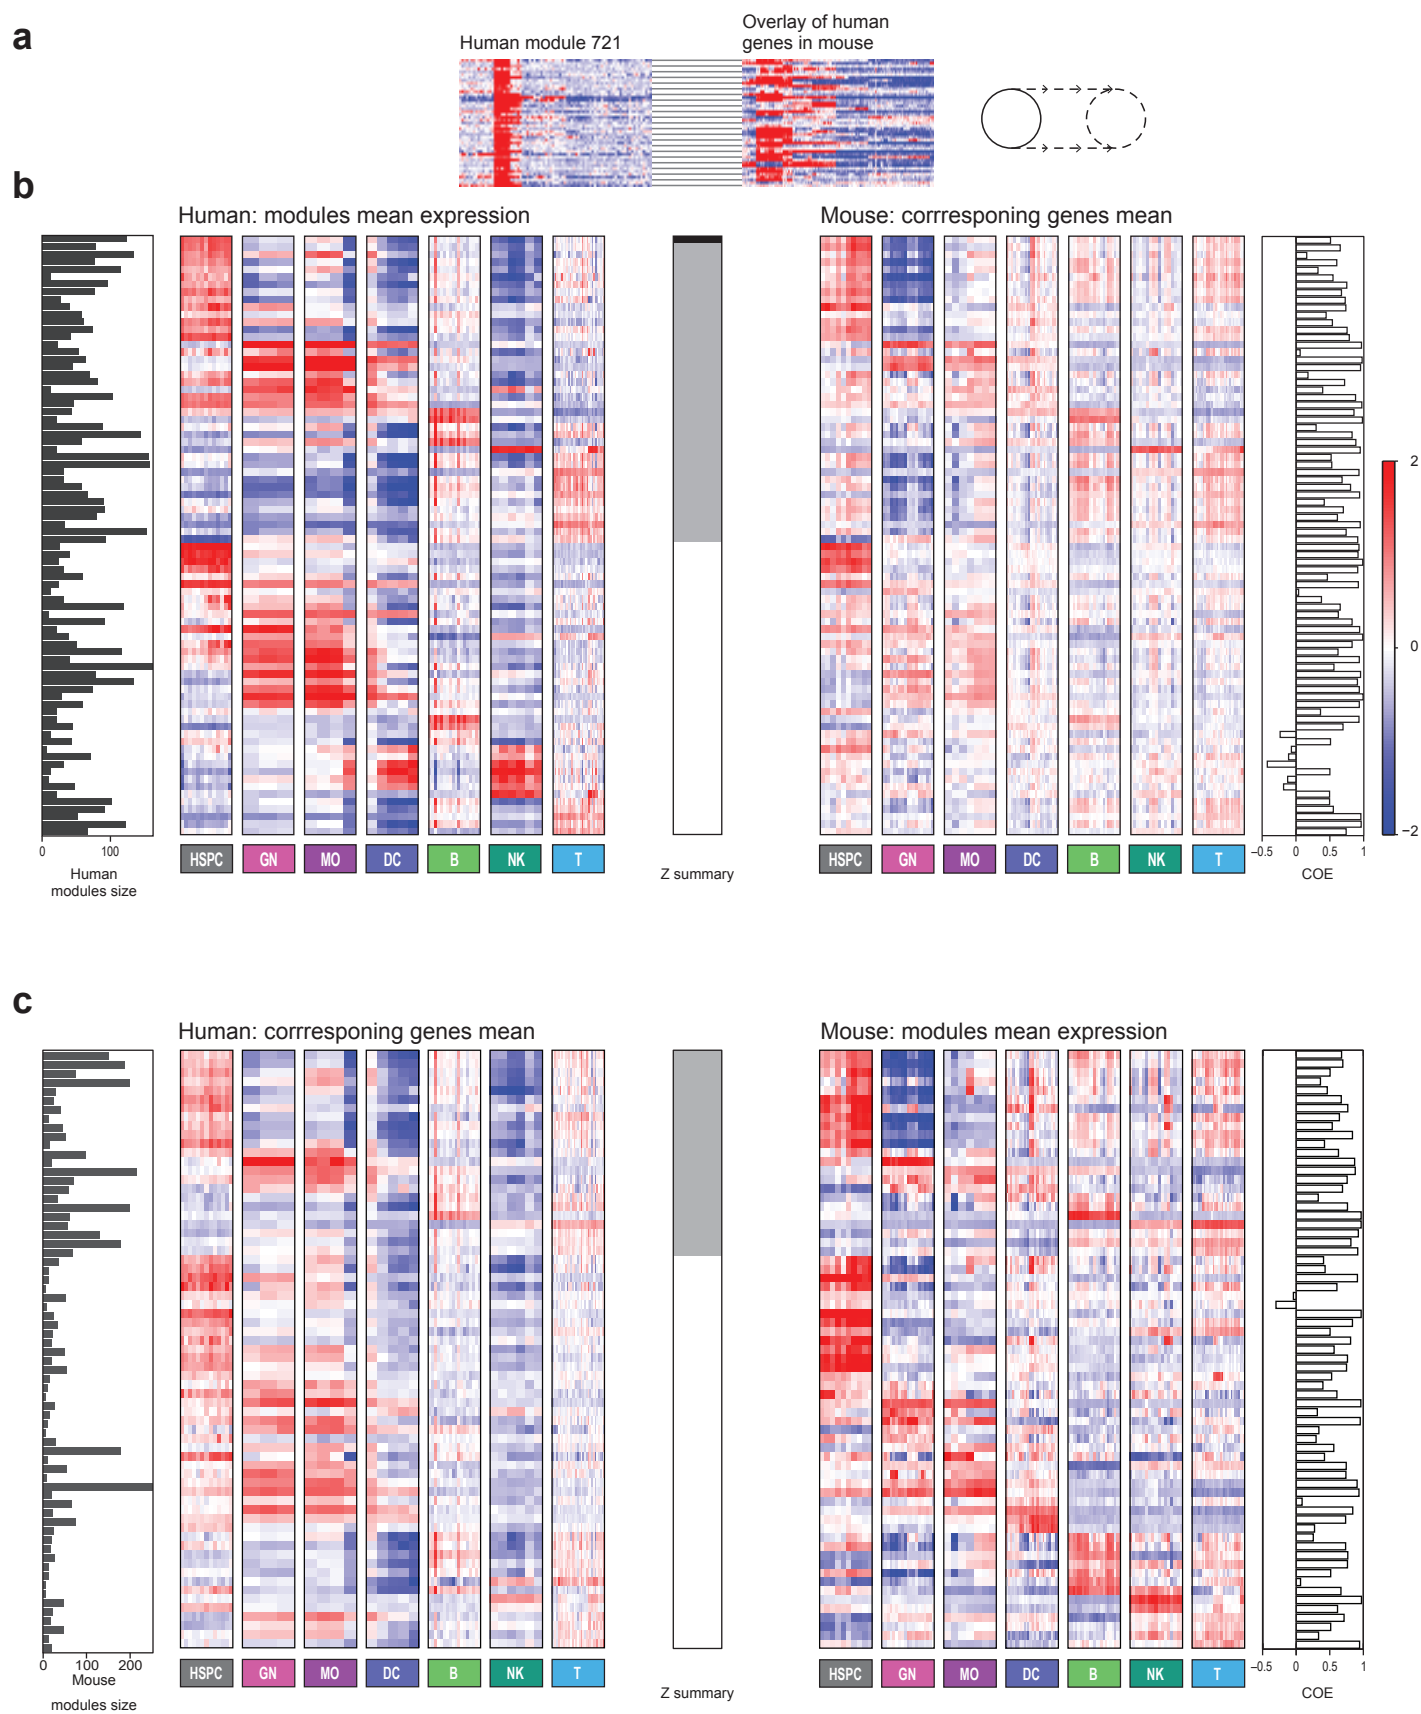 a
Human module 721
Overlay of human
genes in mouse
b
Human: modules mean expression
Mouse: corrresponing genes mean
2
0
−2
0 100
Human
modules size
HSPC GN MO DC B NK T
Z summary
HSPC GN MO DC B NK T
−0.5 0 0.5 1
COE
c
Human: corrresponing genes mean
Mouse: modules mean expression
0 100 200
Mouse
modules size
HSPC GN MO DC B NK T
Z summary
HSPC GN MO DC B NK T
−0.5 0 0.5 1
COE